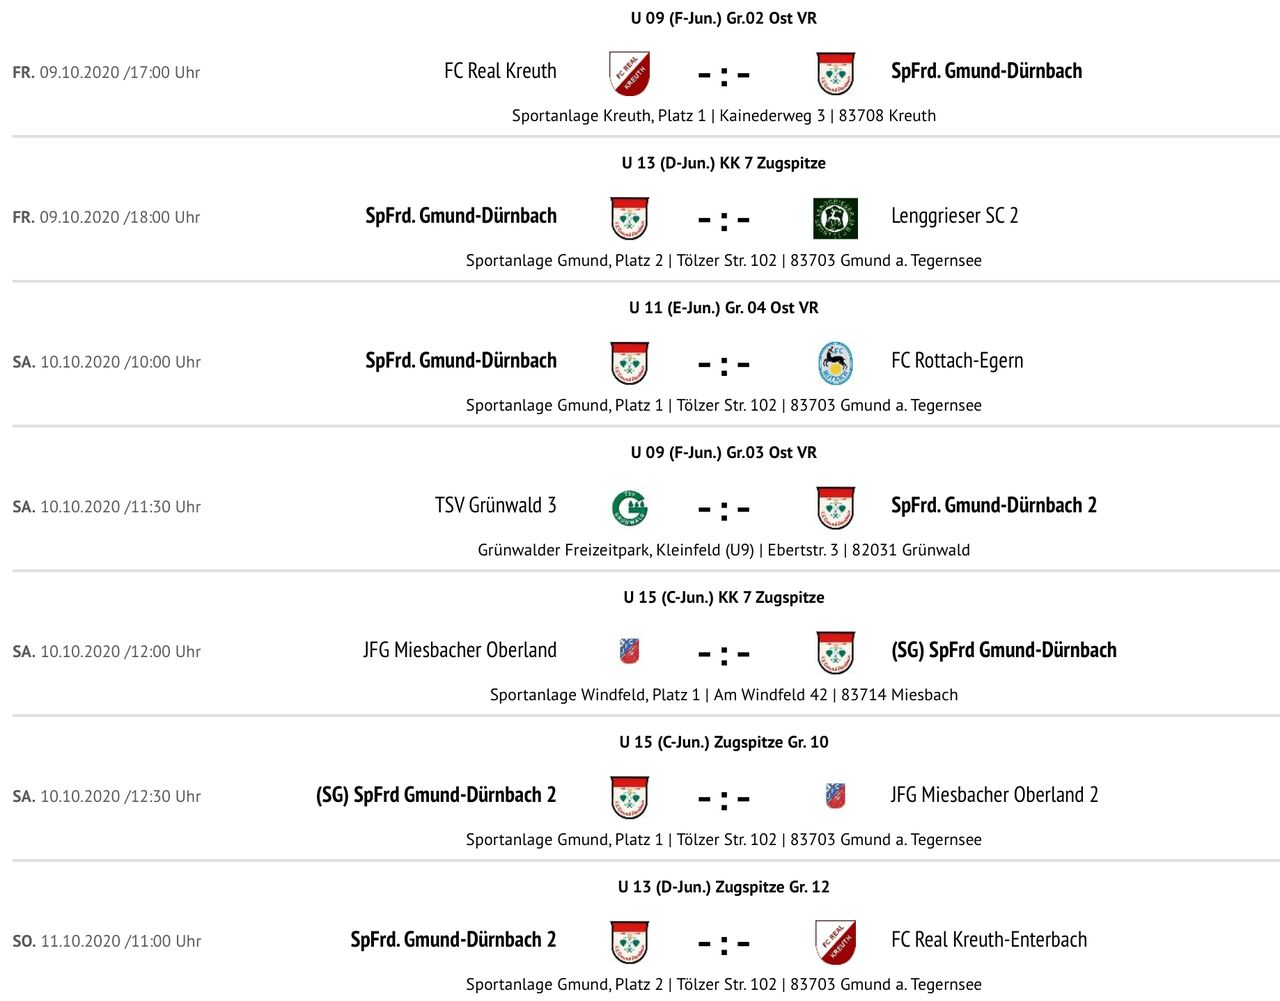 U 09 (F-Jun.) Gr.02 Ost VR
FR. 09.10.2020 /17:00 Uhr FC Real Kreuth FC REAL KREUTH - : - SpFrd. Gmund-Dürnbach
Sportanlage Kreuth, Platz 1 | Kainederweg 3 | 83708 Kreuth
U 13 (D-Jun.) KK 7 Zugspitze
FR. 09.10.2020 /18:00 Uhr SpFrd. Gmund-Dürnbach - : - Lenggrieser SC 2
Sportanlage Gmund, Platz 2 | Tölzer Str. 102 | 83703 Gmund a. Tegernsee
U 11 (E-Jun.) Gr. 04 Ost VR
SA. 10.10.2020 /10:00 Uhr SpFrd. Gmund-Dürnbach - : - FC Rottach-Egern
Sportanlage Gmund, Platz 1 | Tölzer Str. 102 | 83703 Gmund a. Tegernsee
U 09 (F-Jun.) Gr.03 Ost VR
SA. 10.10.2020 /11:30 Uhr TSV Grünwald 3 TSV GRÜNWALD - : - SpFrd. Gmund-Dürnbach 2
Grünwalder Freizeitpark, Kleinfeld (U9) | Ebertstr. 3 | 82031 Grünwald
U 15 (C-Jun.) KK 7 Zugspitze
SA. 10.10.2020 /12:00 Uhr JFG Miesbacher Oberland - : - (SG) SpFrd Gmund-Dürnbach
Sportanlage Windfeld, Platz 1 | Am Windfeld 42 | 83714 Miesbach
U 15 (C-Jun.) Zugspitze Gr. 10
SA. 10.10.2020 /12:30 Uhr (SG) SpFrd Gmund-Dürnbach 2 - : - JFG Miesbacher Oberland 2
Sportanlage Gmund, Platz 1 | Tölzer Str. 102 | 83703 Gmund a. Tegernsee
U 13 (D-Jun.) Zugspitze Gr. 12
SO. 11.10.2020 /11:00 Uhr SpFrd. Gmund-Dürnbach 2 - : - FC REAL KREUTH FC Real Kreuth-Enterbach
Sportanlage Gmund, Platz 2 | Tölzer Str. 102 | 83703 Gmund a. Tegernsee